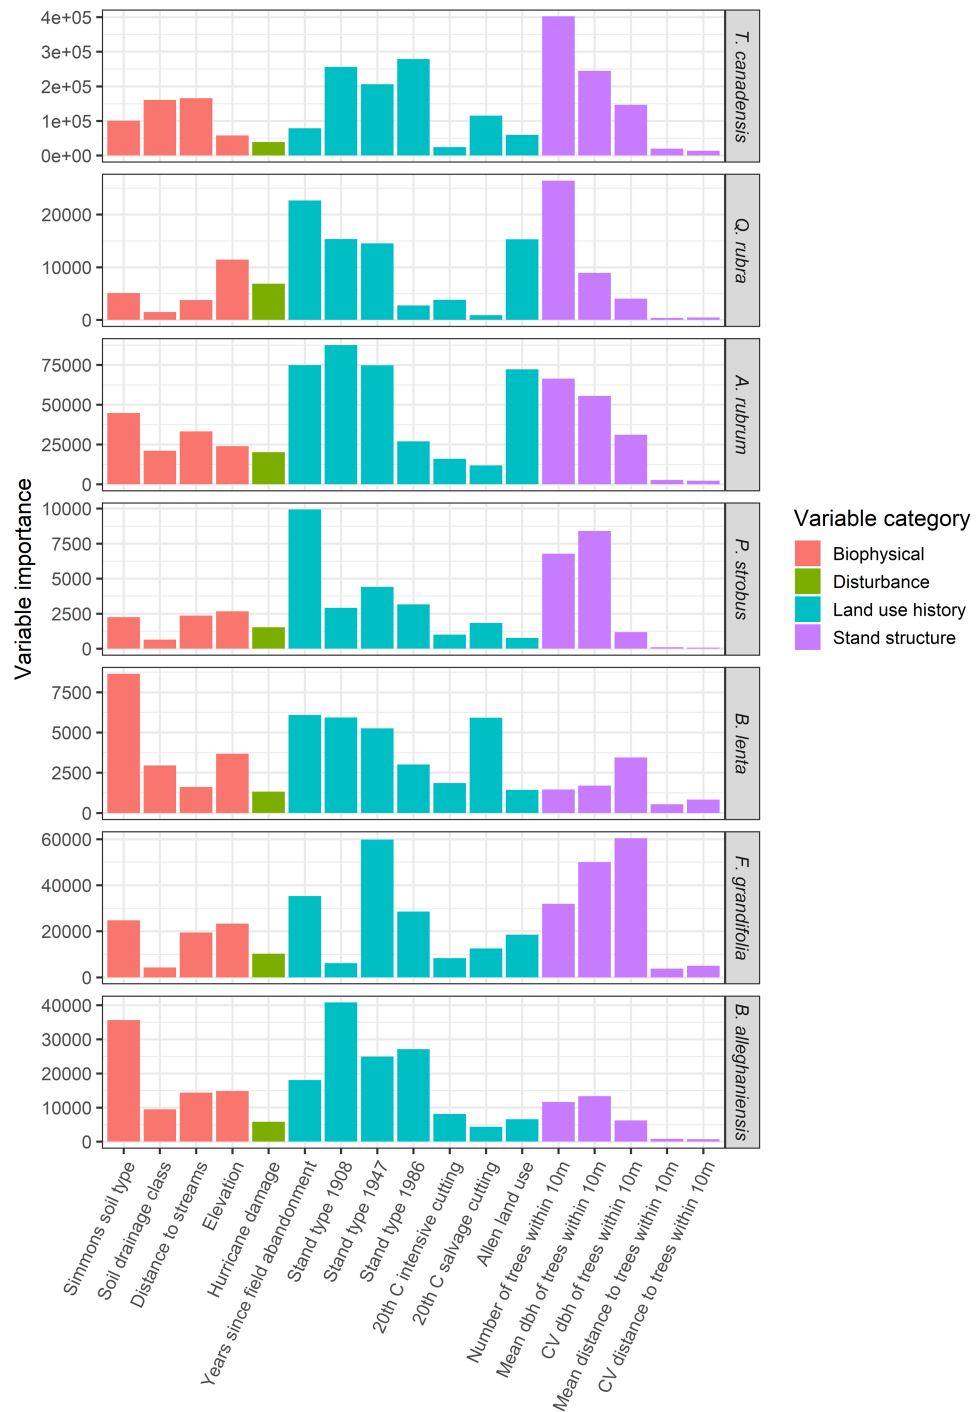 Variable importance
4e+05
3e+05
2e+05
1e+05
0e+00
T. canadensis
20000
10000
0
Q. rubra
75000
50000
25000
0
A. rubrum
10000
7500
5000
2500
0
P. strobus
7500
5000
2500
0
B. lenta
60000
40000
20000
0
F. grandifolia
40000
30000
20000
10000
0
B. alleghaniensis
Simmons soil type
Soil drainage class
Distance to streams
Elevation
Hurricane damage
Years since field abandonment
Stand type 1908
Stand type 1947
Stand type 1986
20th C intensive cutting
20th C salvage cutting
Allen land use
Number of trees within 10m
Mean dbh of trees within 10m
CV dbh of trees within 10m
Mean distance to trees within 10m
CV distance to trees within 10m
Variable category
Biophysical
Disturbance
Land use history
Stand structure